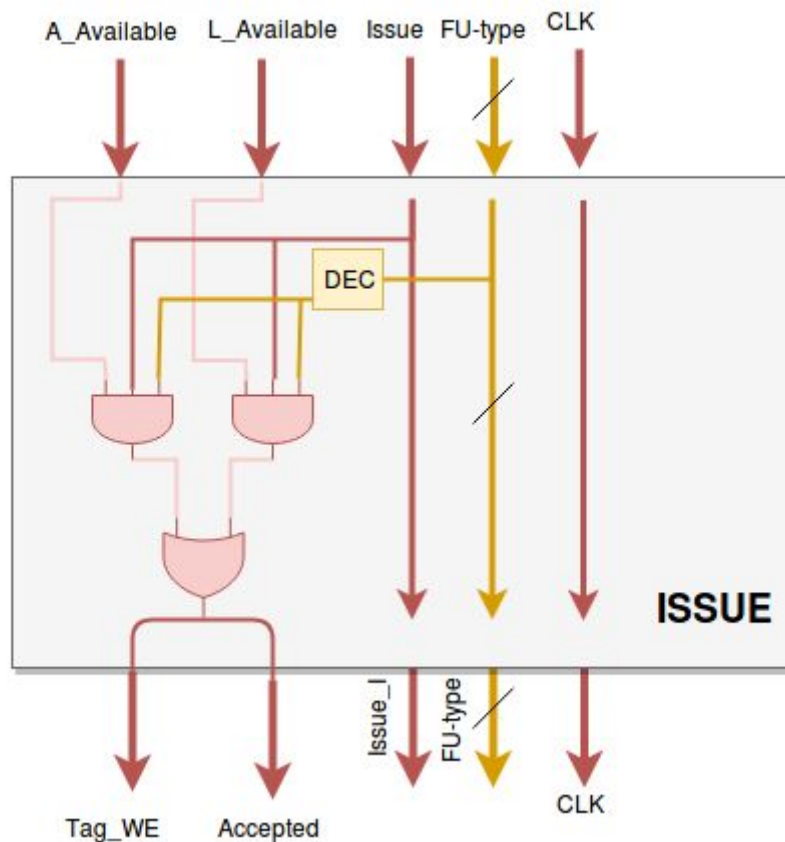 A_Available
L_Available
Issue
FU-type
CLK
DEC
ISSUE
Issue_I
FU-type
Tag_WE
Accepted
CLK